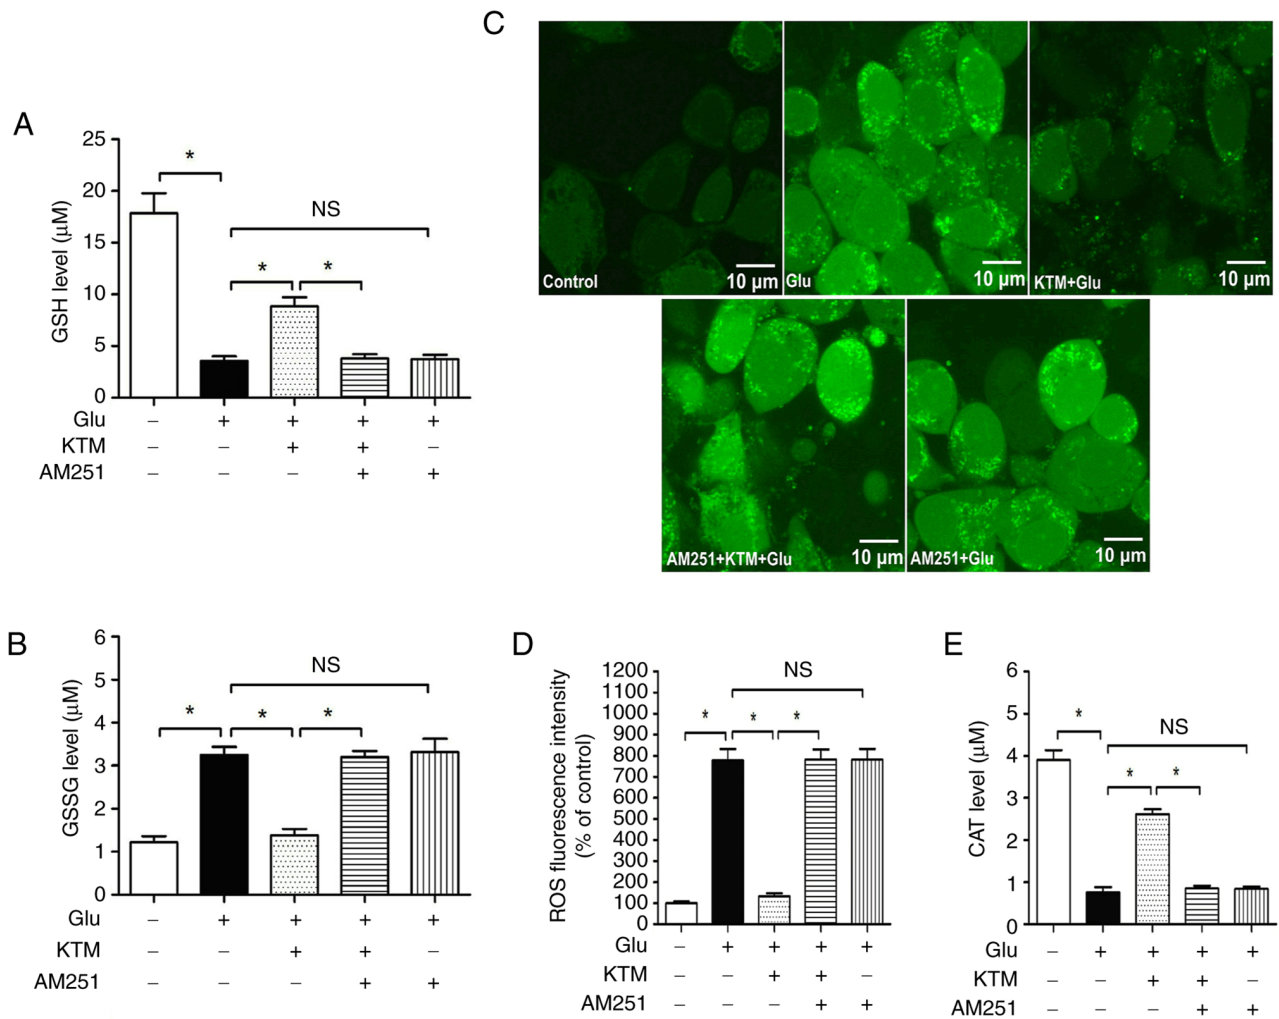 A
GSH level (μM)
25
20
15
10
5
0
*
NS
*
*
Glu – + + + +
KTM – – + + –
AM251 – – – + +
C
Control
10 μm
Glu
10 μm
KTM+Glu
10 μm
AM251+KTM+Glu
10 μm
AM251+Glu
10 μm
B
GSSG level (μM)
6
5
4
3
2
1
0
NS
*
*
*
Glu – + + + +
KTM – – + + –
AM251 – – – + +
D
ROS fluorescence intensity
(% of control)
1200
1100
1000
900
800
700
600
500
400
300
200
100
0
NS
*
*
*
Glu – + + + +
KTM – – + + –
AM251 – – – + +
E
CAT level (μM)
6
5
4
3
2
1
0
*
NS
*
*
Glu – + + + +
KTM – – + + –
AM251 – – – + +